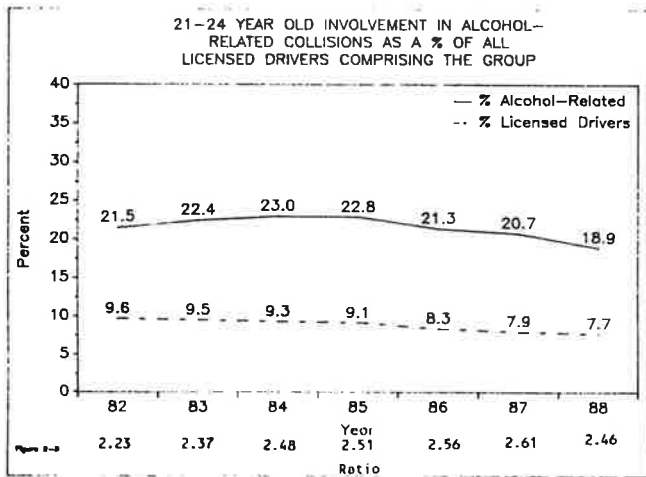 21-24 YEAR OLD INVOLVEMENT IN ALCOHOL-
RELATED COLLISIONS AS A % OF ALL
LICENSED DRIVERS COMPRISING THE GROUP
40
35
30
25
20
15
10
5
0
Percent
— % Alcohol-Related
-·- % Licensed Drivers
21.5 22.4 23.0 22.8 21.3 20.7 18.9
9.6 9.5 9.3 9.1 8.3 7.9 7.7
82 83 84 85 86 87 88
Year
Figure
2.23 2.37 2.48 2.51 2.56 2.61 2.46
Ratio